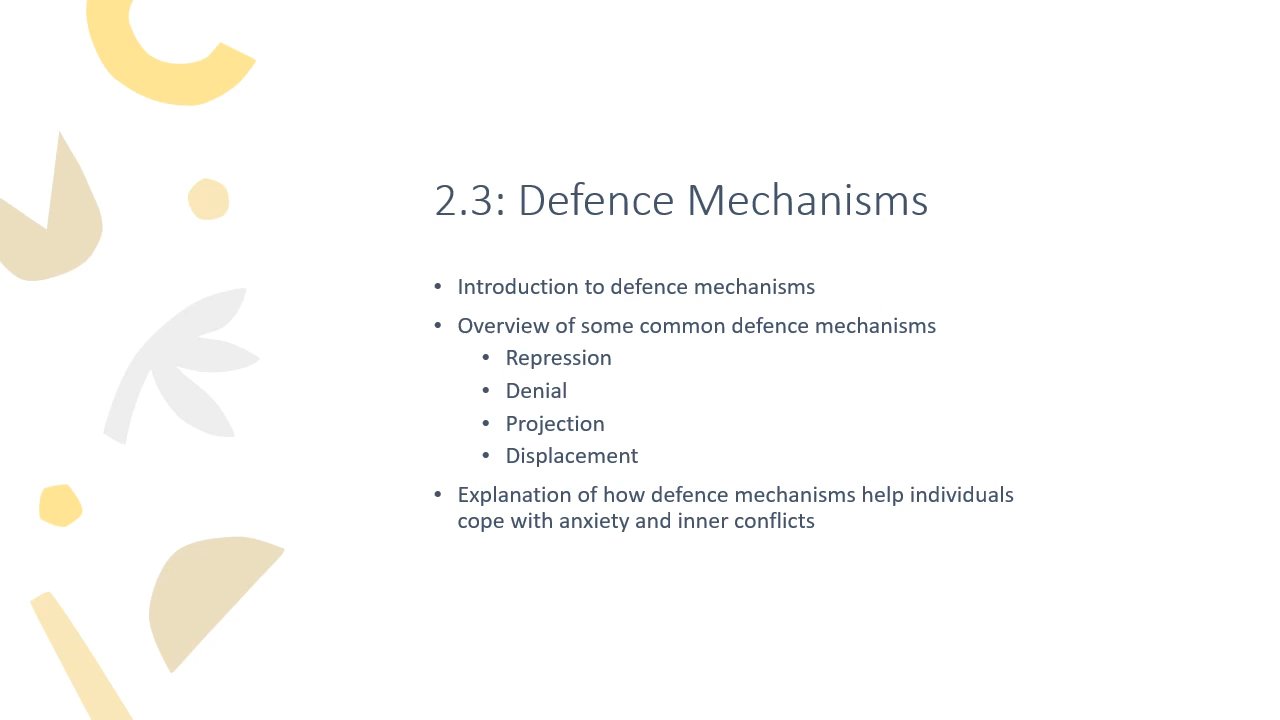 2.3: Defence Mechanisms
• Introduction to defence mechanisms
• Overview of some common defence mechanisms
• Repression
• Denial
• Projection
• Displacement
• Explanation of how defence mechanisms help individuals
cope with anxiety and inner conflicts